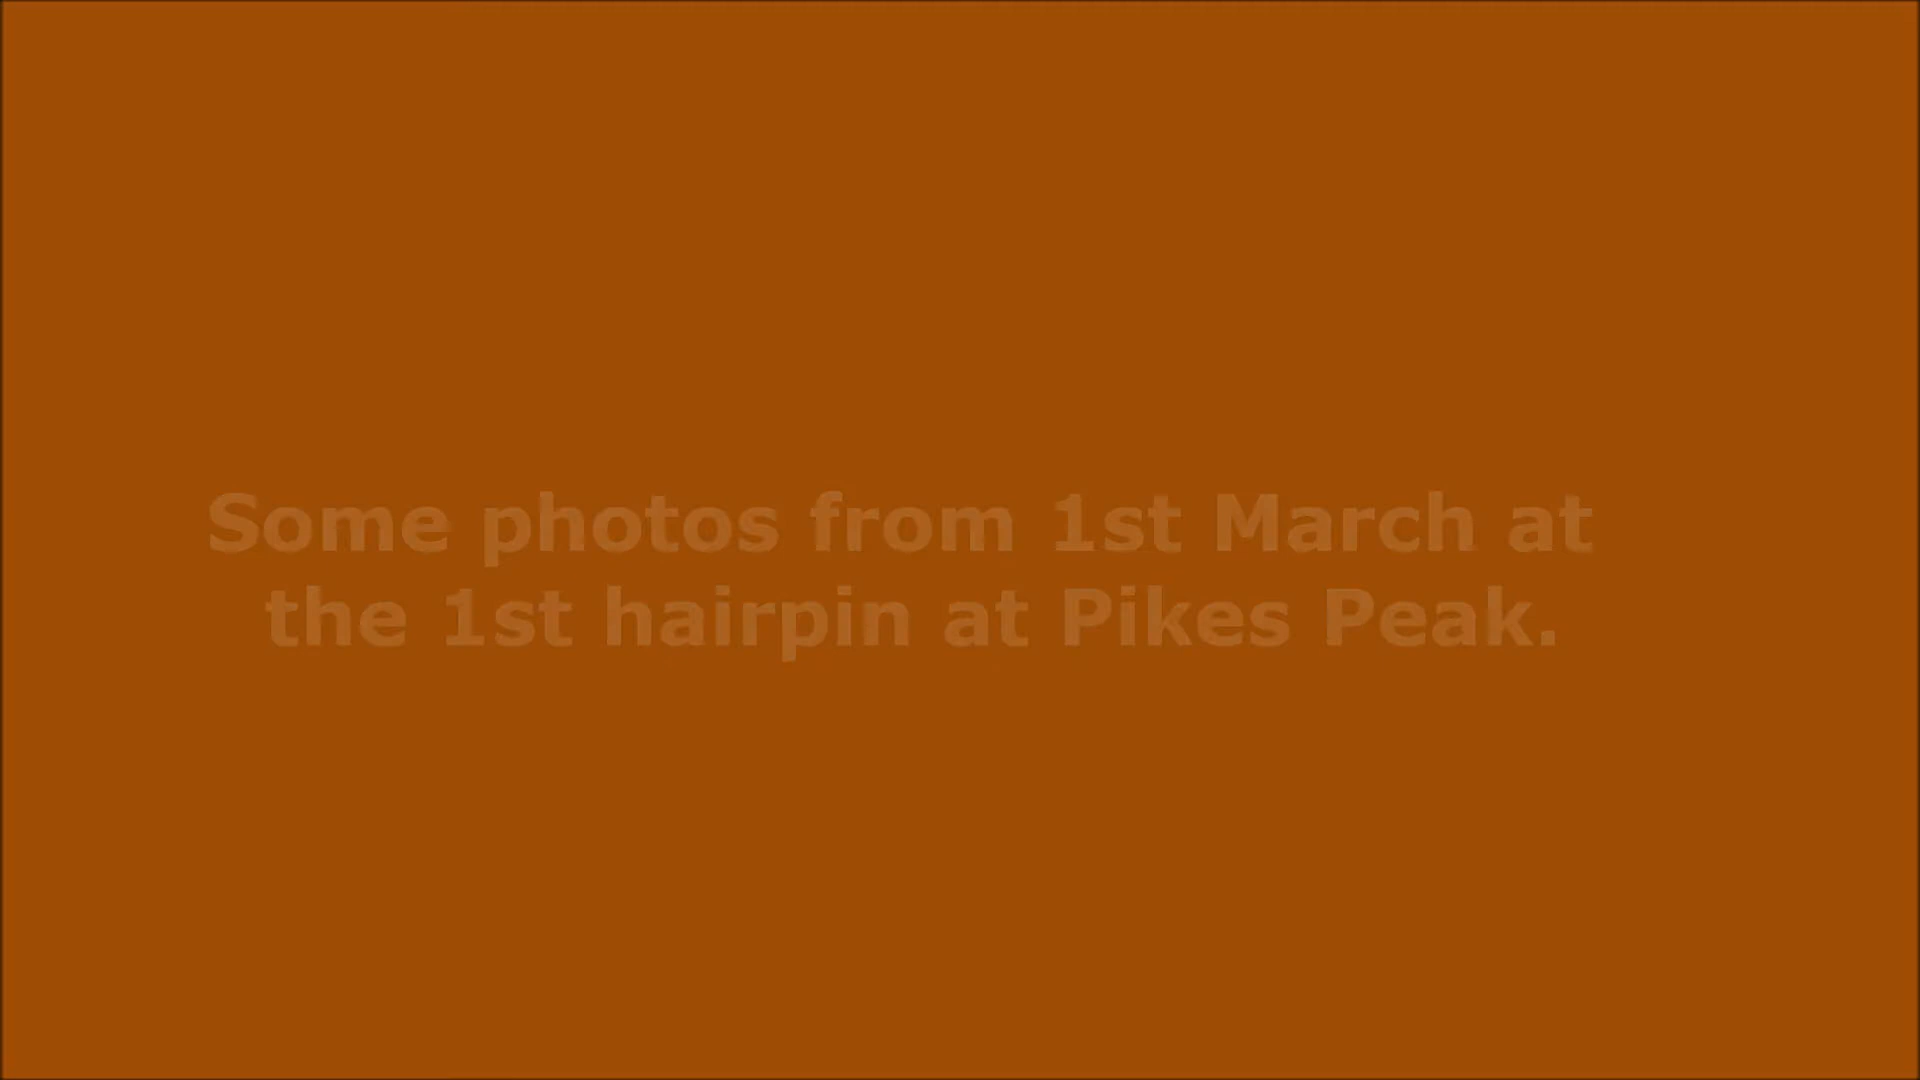 Some photos from 1st March at
the 1st hairpin at Pikes Peak.